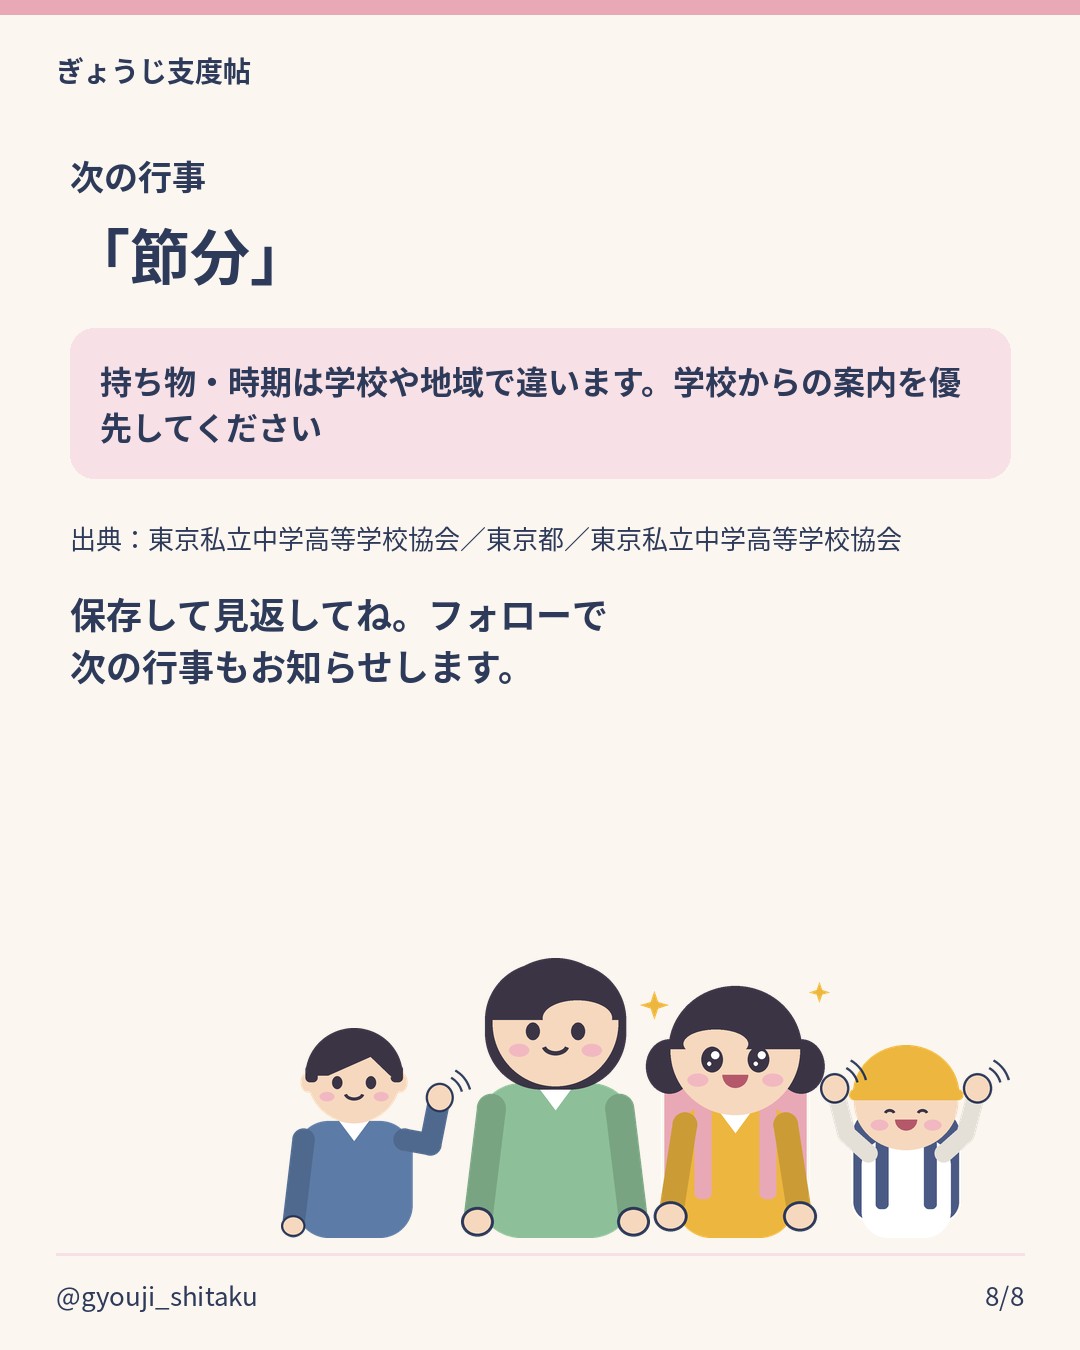 ぎょうじ支度帖
次の行事
「節分」
持ち物・時期は学校や地域で違います。学校からの案内を優
先してください
出典：東京私立中学高等学校協会／東京都／東京私立中学高等学校協会
保存して見返してね。フォローで
次の行事もお知らせします。
@gyouji_shitaku
8/8